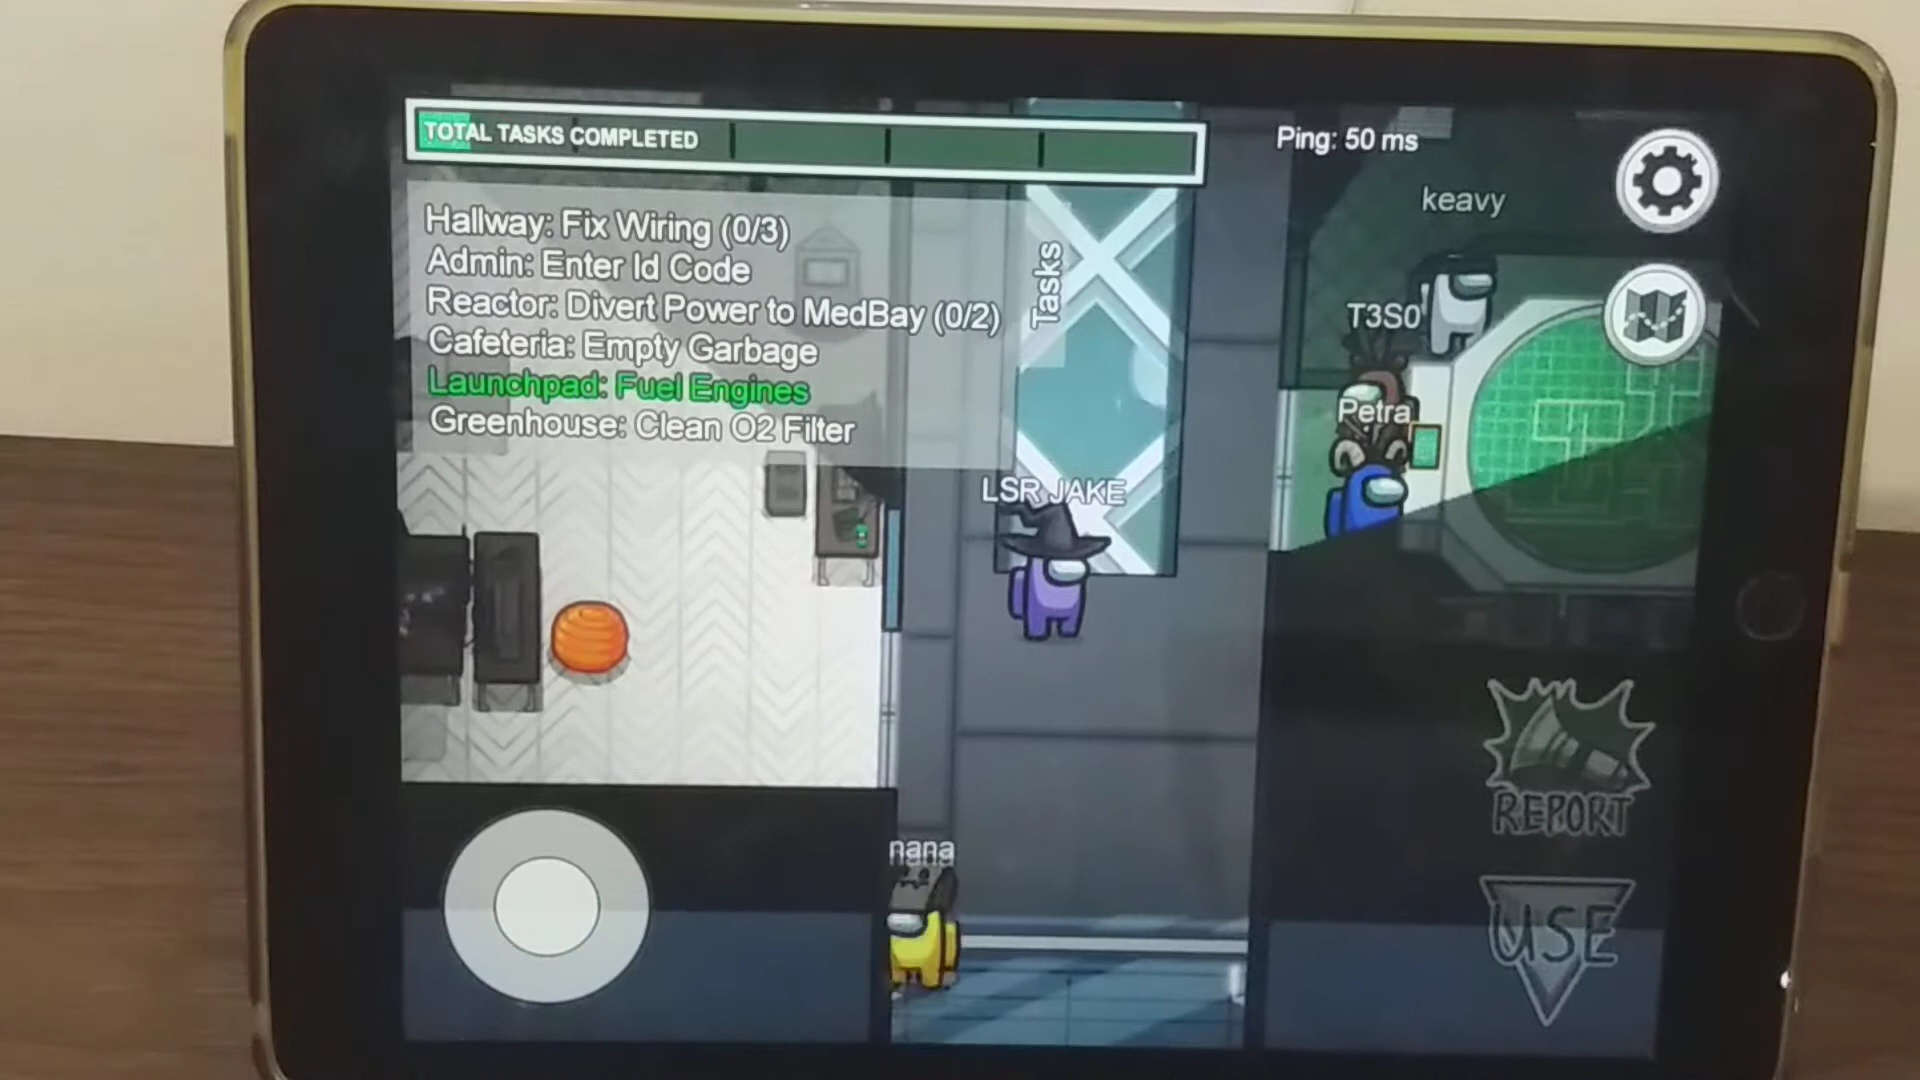 TOTAL TASKS COMPLETED
Ping: 50 ms
Hallway: Fix Wiring (0/3)
Admin: Enter Id Code
Reactor: Divert Power to MedBay (0/2)
Cafeteria: Empty Garbage
Launchpad: Fuel Engines
Greenhouse: Clean O2 Filter
Tasks
keavy
T3S0
Petra
LSR JAKE
nana
REPORT
USE